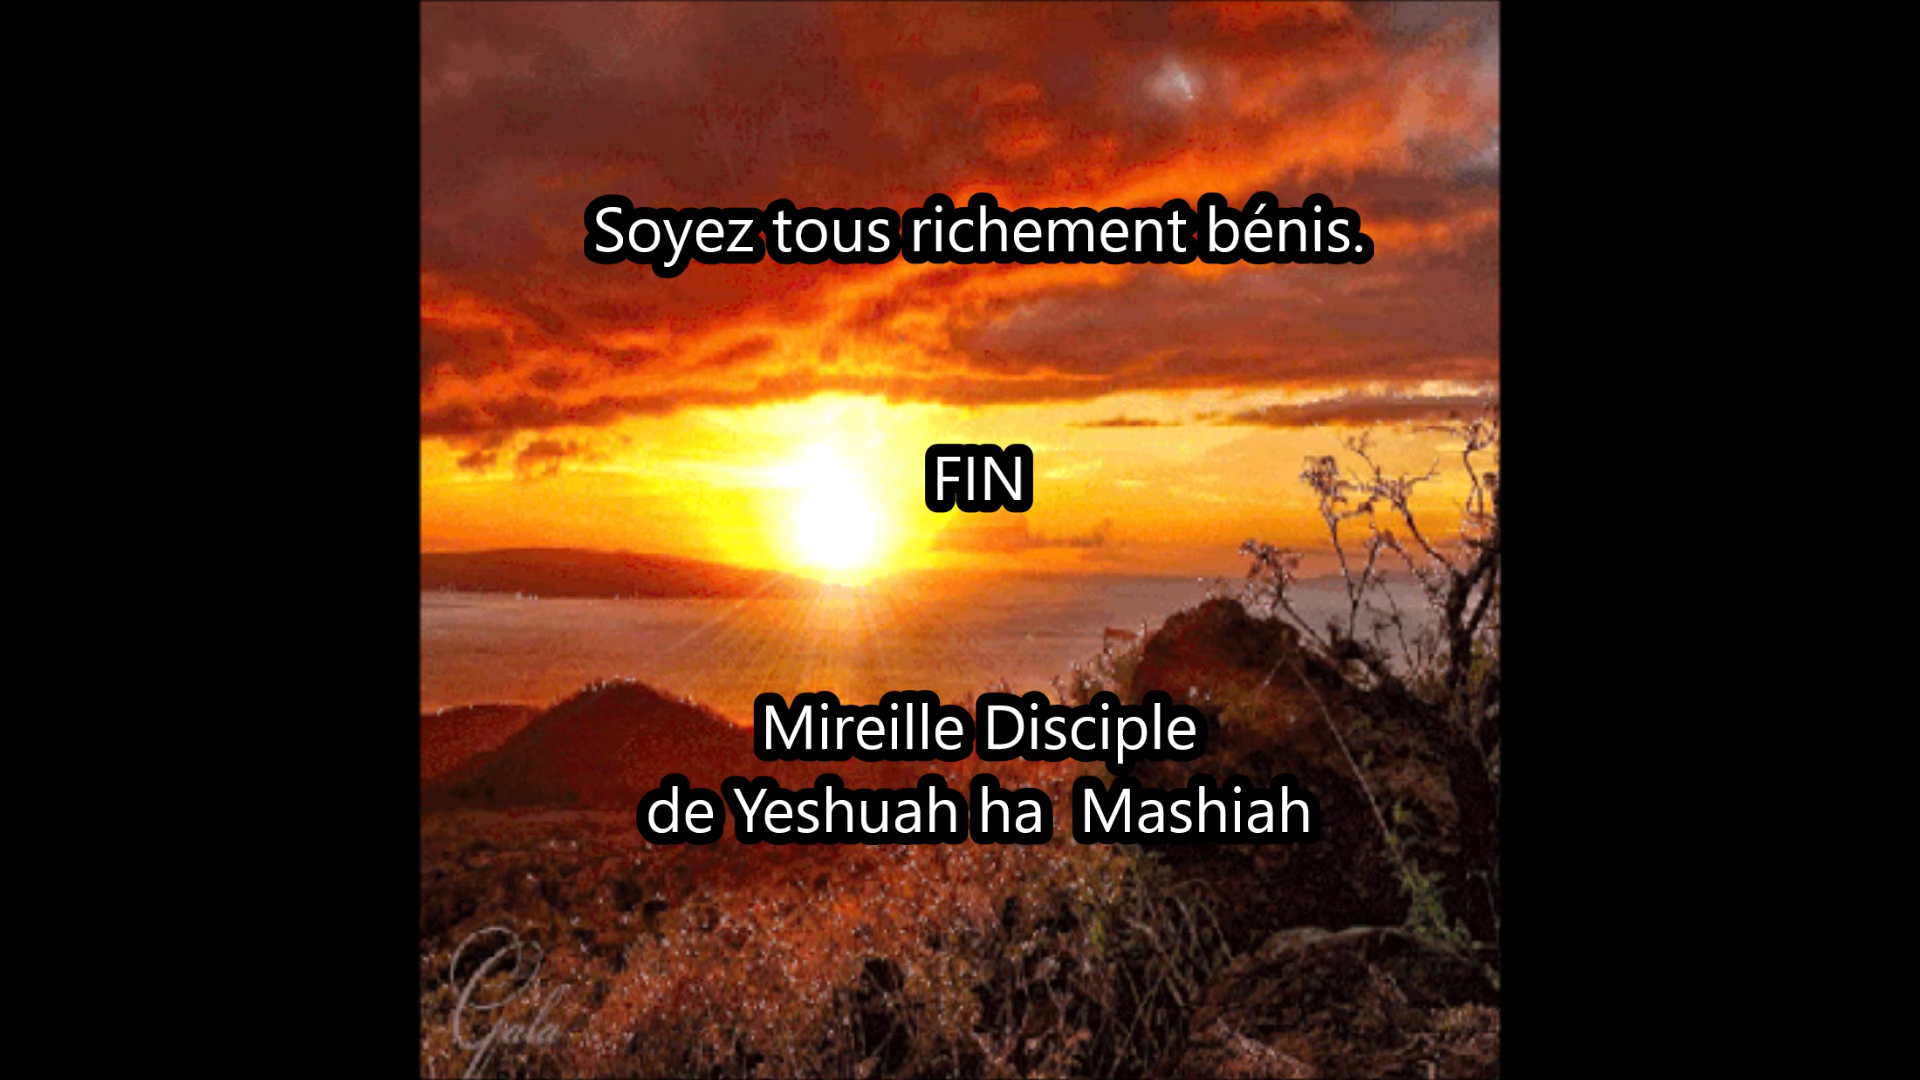 Soyez tous richement bénis.
FIN
Mireille Disciple
de Yeshuah ha  Mashiah
Gala